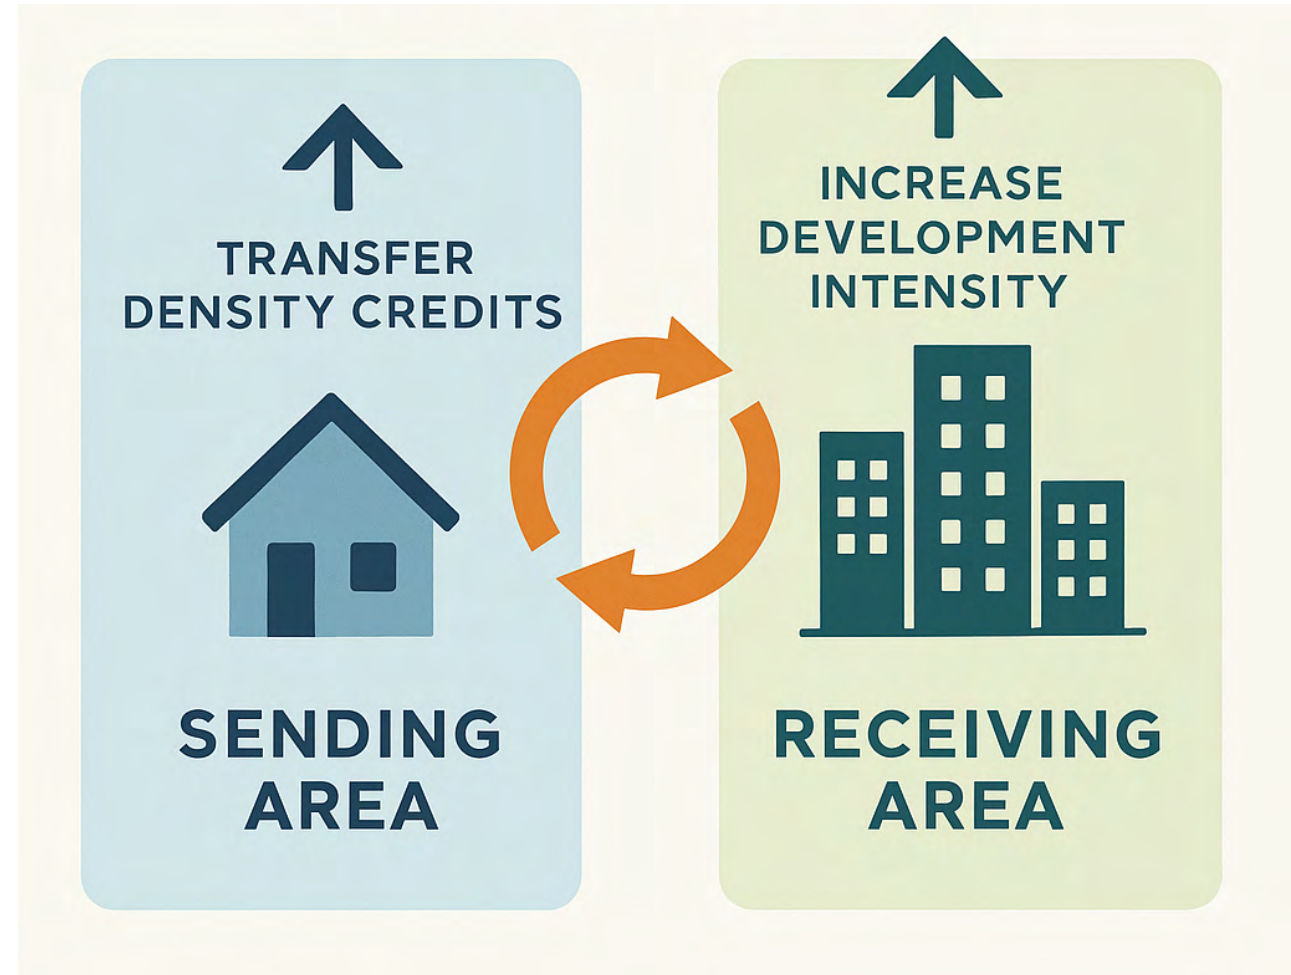 TRANSFER
DENSITY CREDITS
SENDING
AREA
INCREASE
DEVELOPMENT
INTENSITY
RECEIVING
AREA